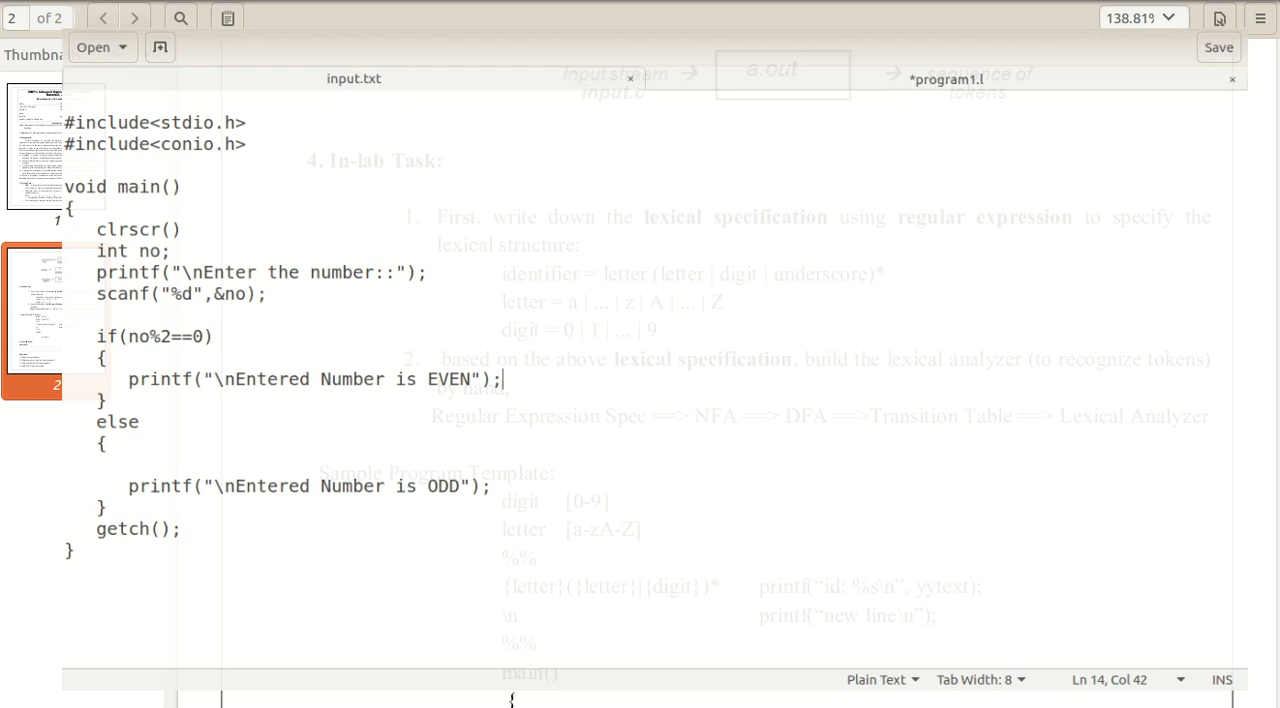 2 of 2
138.81%
Thumbna
Open
Save
input.txt ×
*program1.l ×
#include<stdio.h>
#include<conio.h>
void main()
{
clrscr()
int no;
printf("\nEnter the number::");
scanf("%d",&no);
if(no%2==0)
{
printf("\nEntered Number is EVEN");
}
else
{
printf("\nEntered Number is ODD");
}
getch();
}
1
2
Input stream → a.out → sequence of
input.c tokens
4. In-lab Task:
1. First, write down the lexical specification using regular expression to specify the
lexical structure:
identifier = letter (letter | digit | underscore)*
letter = a | ... | z | A | ... | Z
digit = 0 | 1 | ... | 9
2. based on the above lexical specification, build the lexical analyzer (to recognize tokens)
by hand,
Regular Expression Spec ==> NFA ==> DFA ==>Transition Table ==> Lexical Analyzer
Sample Program Template:
digit [0-9]
letter [a-zA-Z]
%%
{letter}({letter}|{digit})* printf(“id: %s\n”, yytext);
\n printf(“new line\n”);
%%
main()
{
Plain Text Tab Width: 8 Ln 14, Col 42 INS